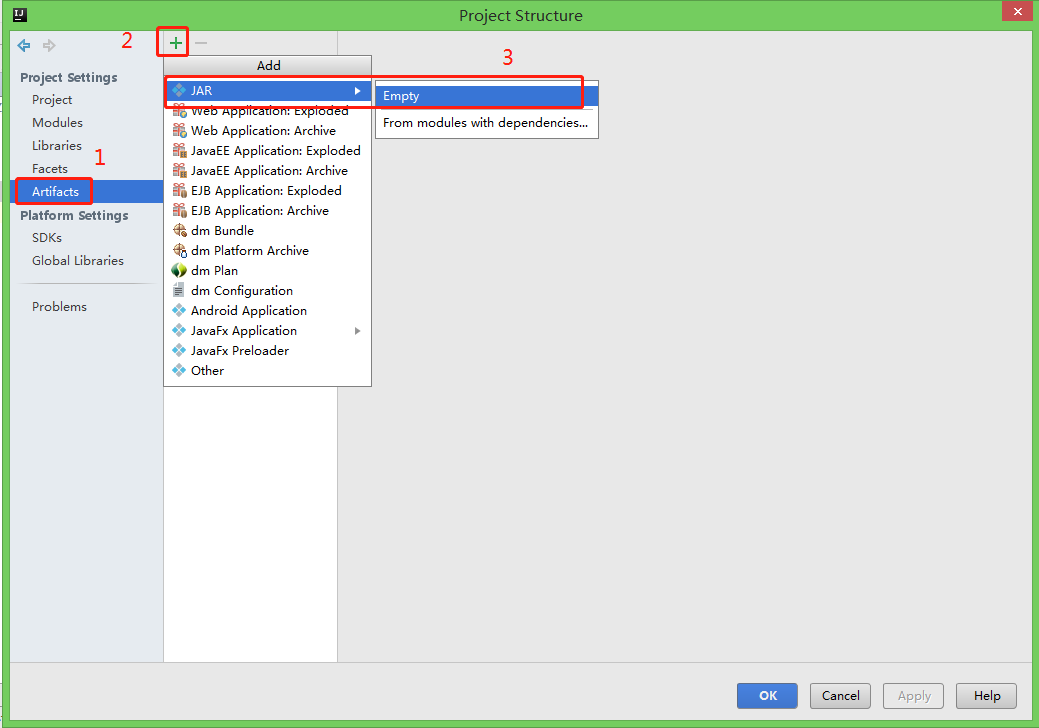 IJ
Project Structure
2
3
Add
Project Settings
Project
Modules
Libraries
Facets
1
Artifacts
Platform Settings
SDKs
Global Libraries
Problems
JAR
Web Application: Exploded
Web Application: Archive
JavaEE Application: Exploded
JavaEE Application: Archive
EJB Application: Exploded
EJB Application: Archive
dm Bundle
dm Platform Archive
dm Plan
dm Configuration
Android Application
JavaFx Application
JavaFx Preloader
Other
Empty
From modules with dependencies...
OK
Cancel
Apply
Help